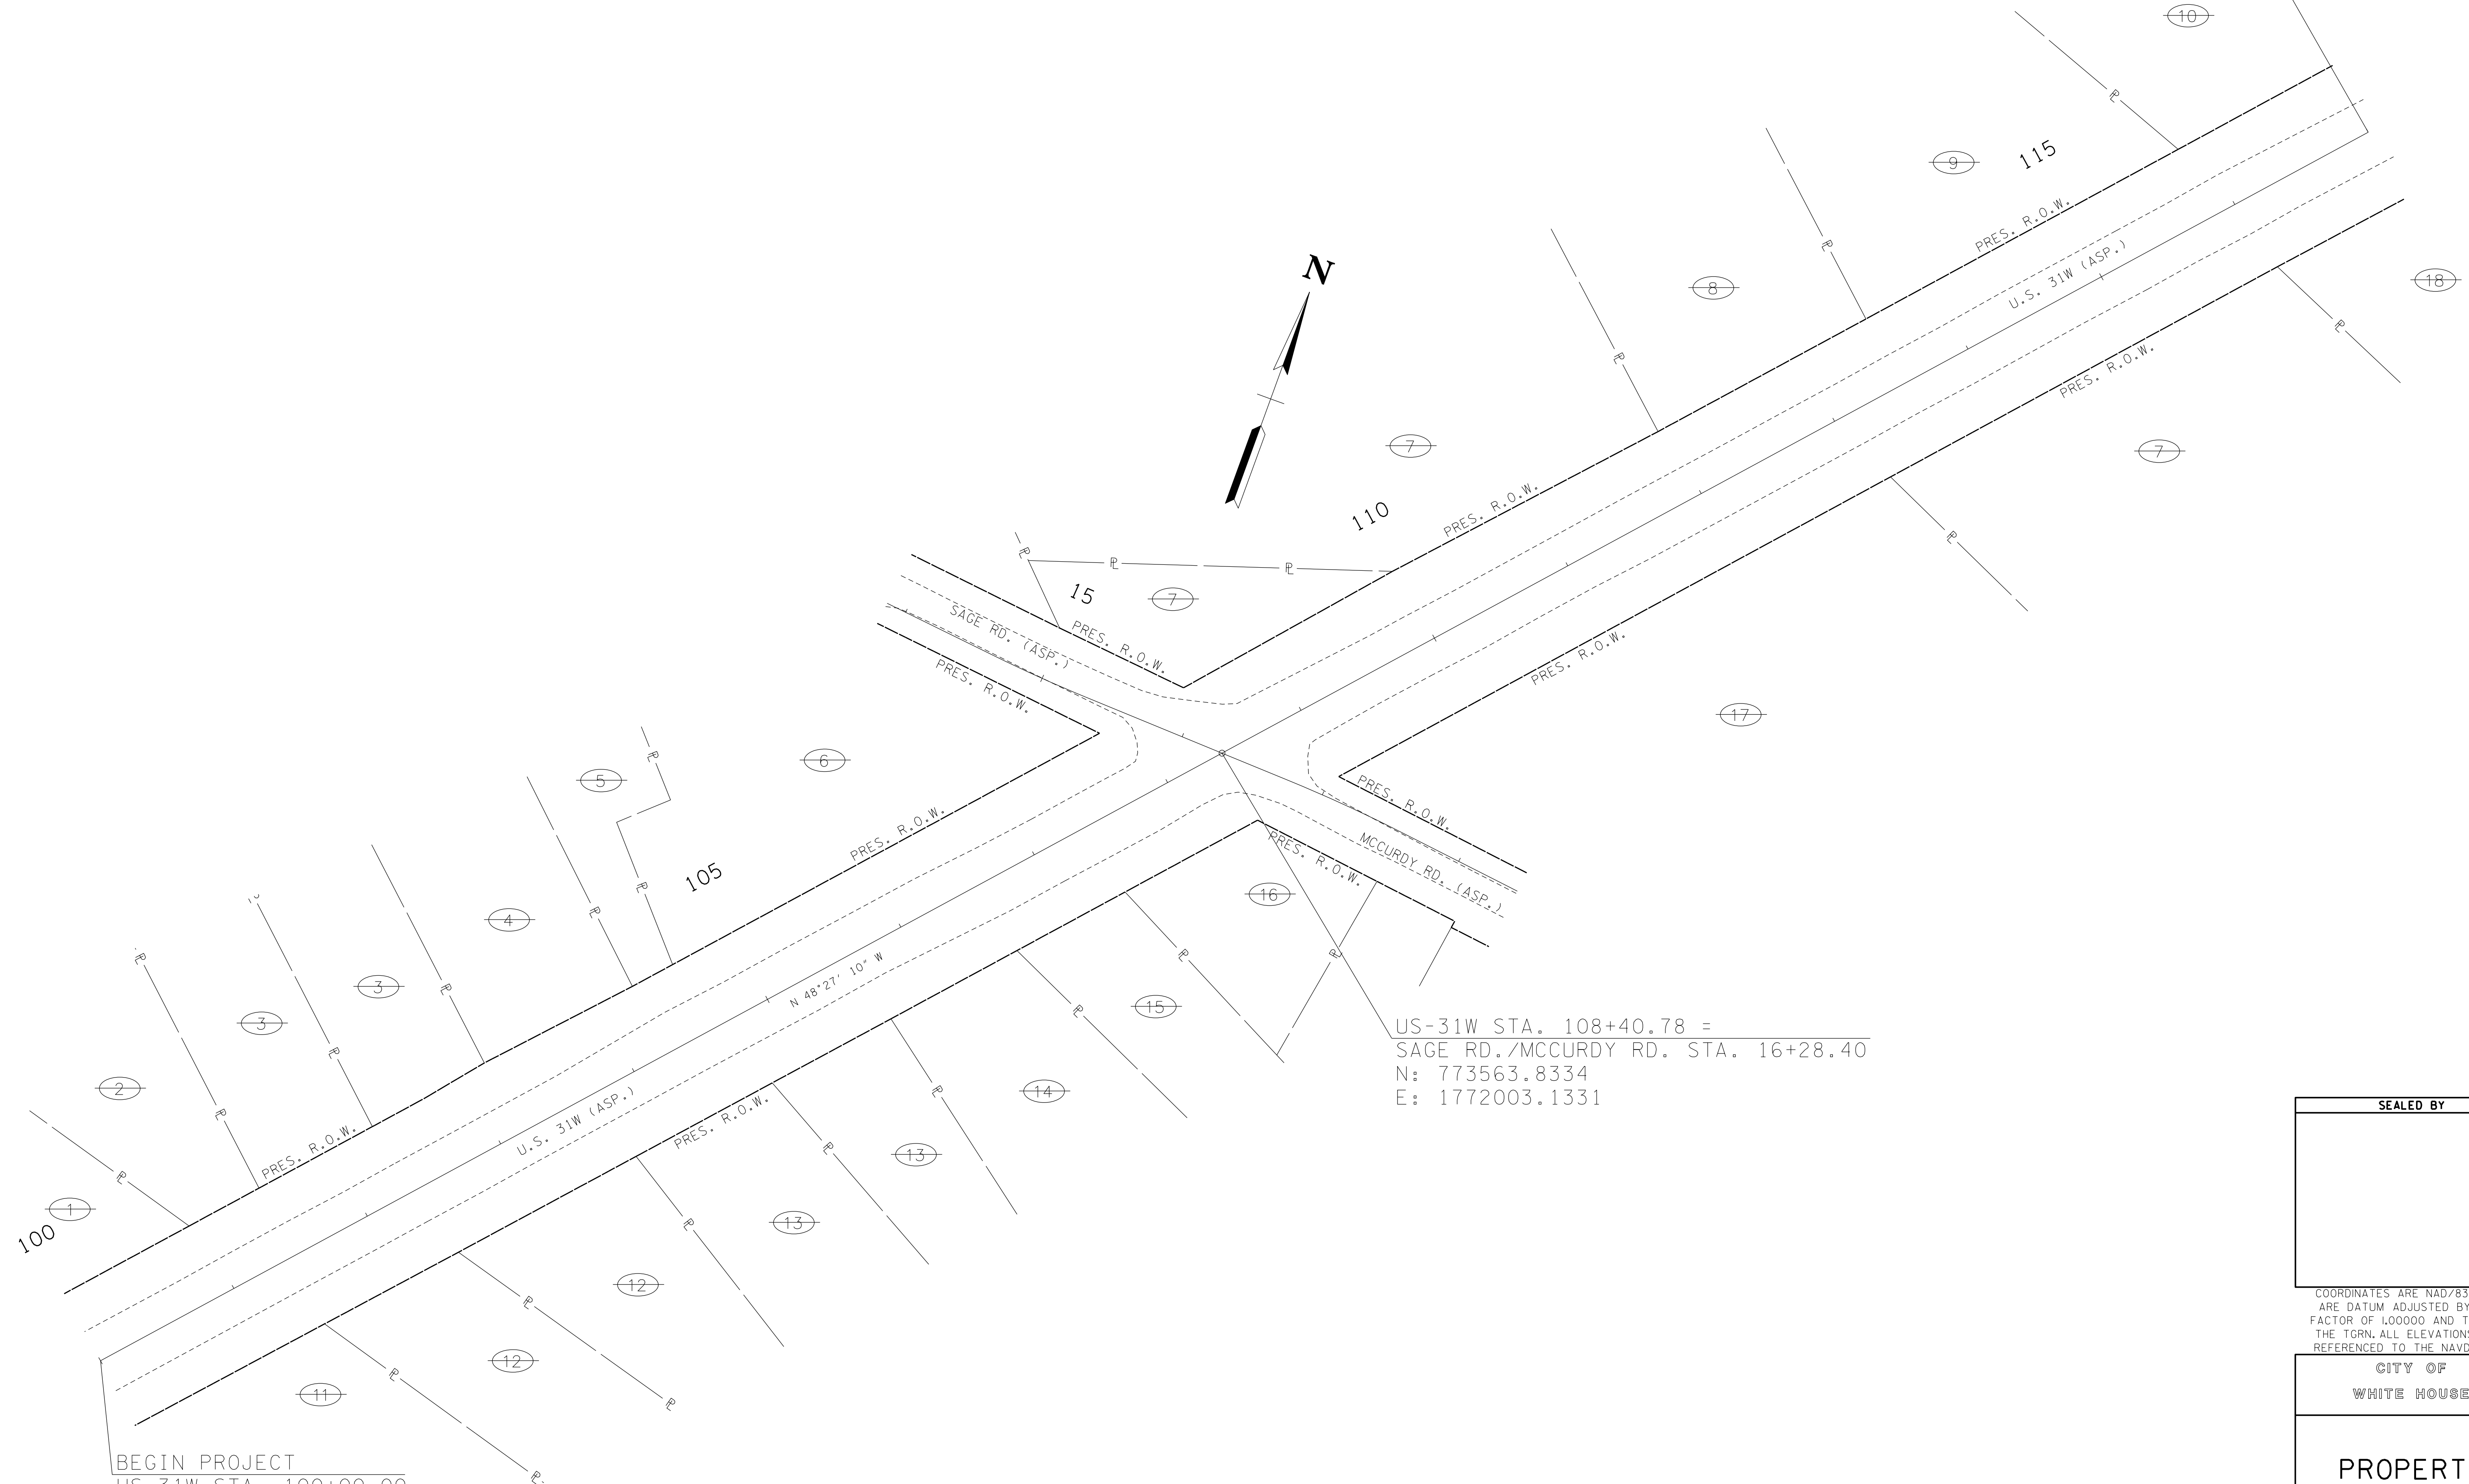 10
N
9
115
PRES. R.O.W.
U.S. 31W (ASP.)
8
18
PRES. R.O.W.
7
7
110
PRES. R.O.W.
15
7
SAGE RD. (ASP.)
PRES. R.O.W.
PRES. R.O.W.
PRES. R.O.W.
17
6
5
PRES. R.O.W.
PRES. R.O.W.
MCCURDY RD. (ASP.)
PRES. R.O.W.
105
16
4
N 48°27' 10" W
3
3
15
2
US-31W STA. 108+40.78 =
SAGE RD./MCCURDY RD. STA. 16+28.40
N: 773563.8334
E: 1772003.1331
14
U.S. 31W (ASP.)
PRES. R.O.W.
PRES. R.O.W.
13
1
100
13
12
12
11
BEGIN PROJECT
SEALED BY
COORDINATES ARE NAD/83
ARE DATUM ADJUSTED BY
FACTOR OF 1.00000 AND
THE TGRN. ALL ELEVATIONS
REFERENCED TO THE
CITY OF
WHITE HOUSE